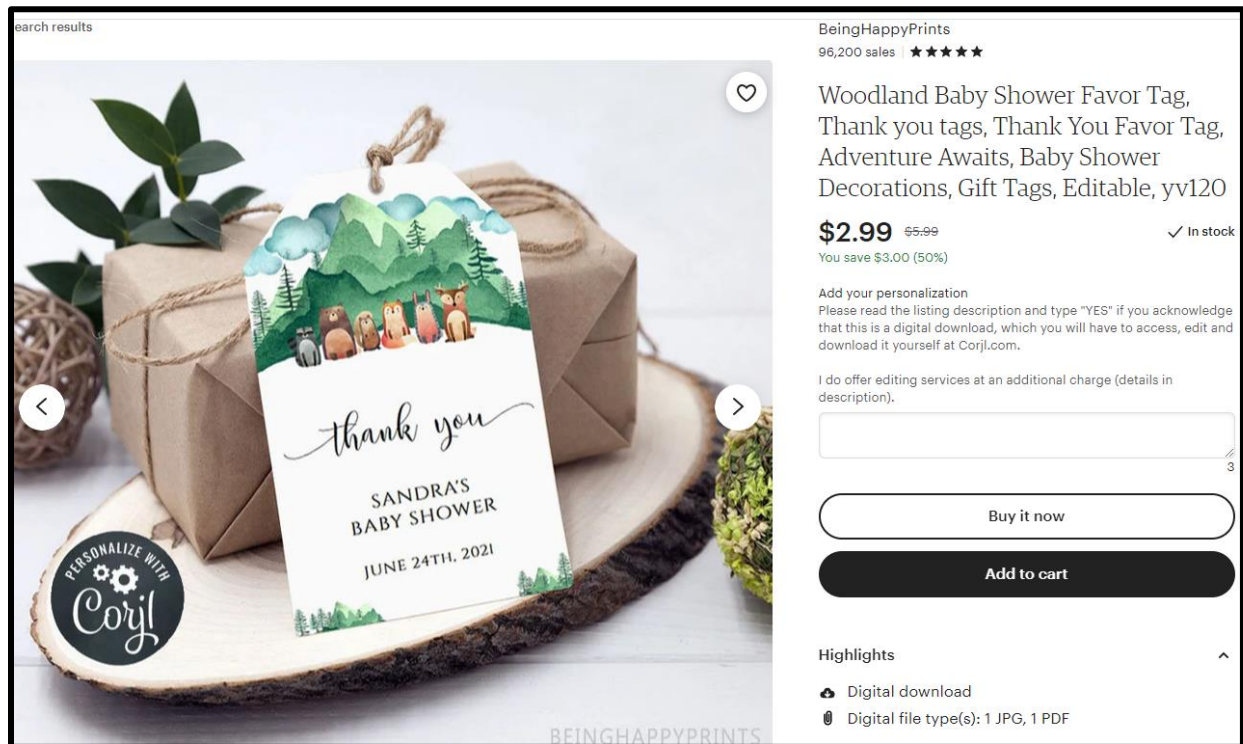 earch results
PERSONALIZE WITH
Corjl
thank you
SANDRA'S
BABY SHOWER
JUNE 24TH, 2021
BEINGHAPPYPRINTS
BeingHappyPrints
96,200 sales
Woodland Baby Shower Favor Tag,
Thank you tags, Thank You Favor Tag,
Adventure Awaits, Baby Shower
Decorations, Gift Tags, Editable, yv120
$2.99 $5.99 In stock
You save $3.00 (50%)
Add your personalization
Please read the listing description and type "YES" if you acknowledge
that this is a digital download, which you will have to access, edit and
download it yourself at Corjl.com.
I do offer editing services at an additional charge (details in
description).
3
Buy it now
Add to cart
Highlights
Digital download
Digital file type(s): 1 JPG, 1 PDF